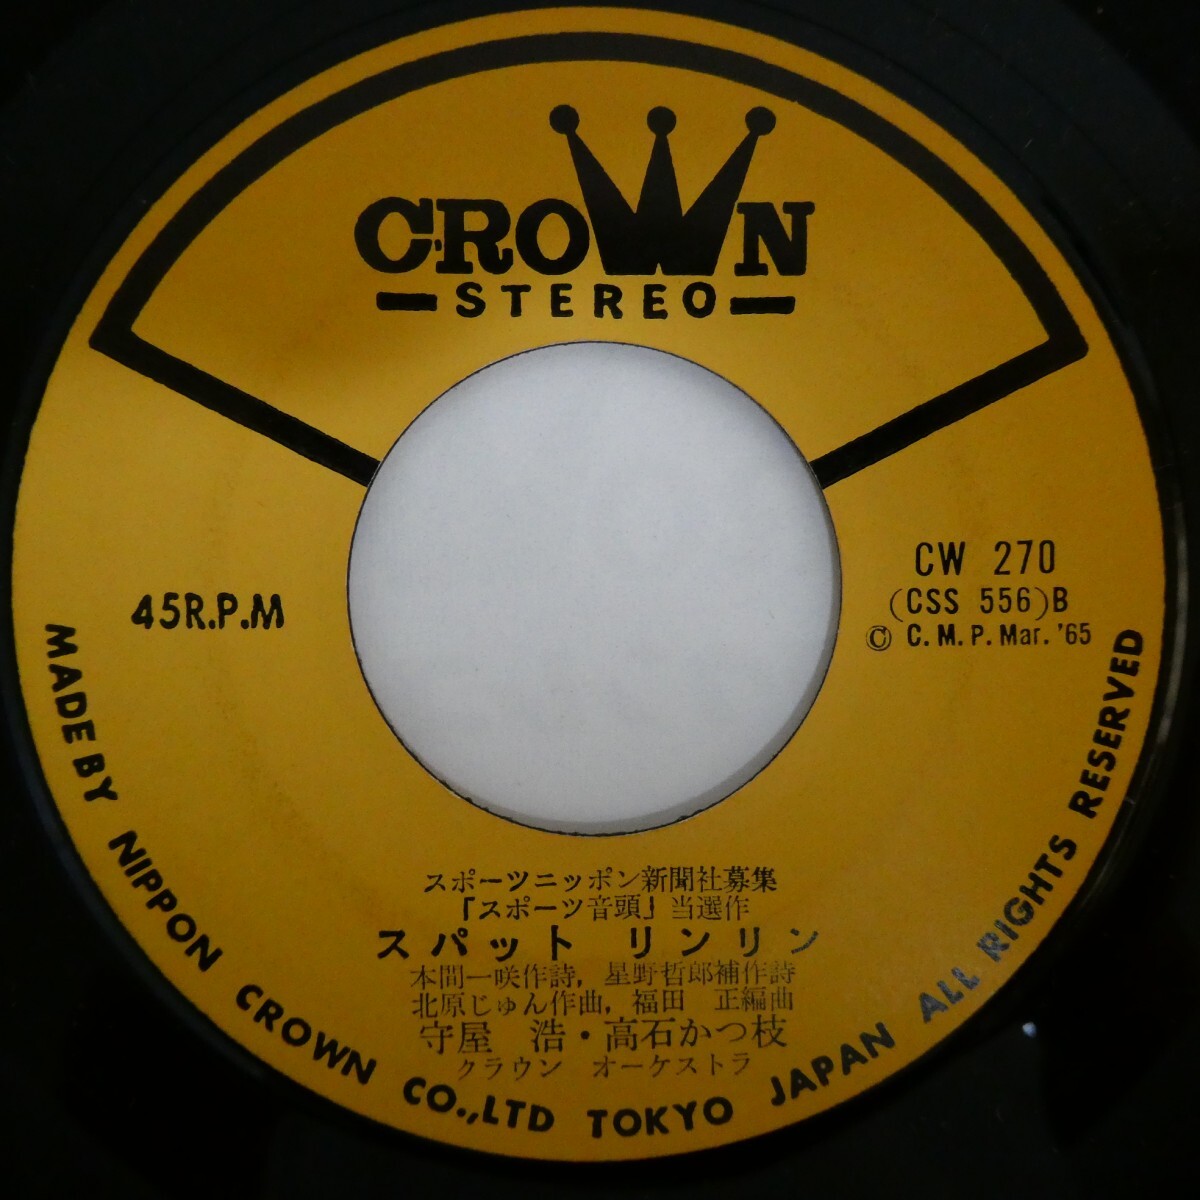 CROWN
STEREO
45R.P.M
CW 270
(CSS 556)B
Ⓒ C. M. P. Mar. '65
スポーツニッポン新聞社募集
「スポーツ音頭」当選作
スパット リンリン
本間一咲作詩, 星野哲郎補作詩
北原じゅん作曲, 福田 正編曲
守屋 浩・高石かつ枝
クラウン オーケストラ
MADE BY NIPPON CROWN CO.,LTD TOKYO JAPAN ALL RIGHTS RESERVED